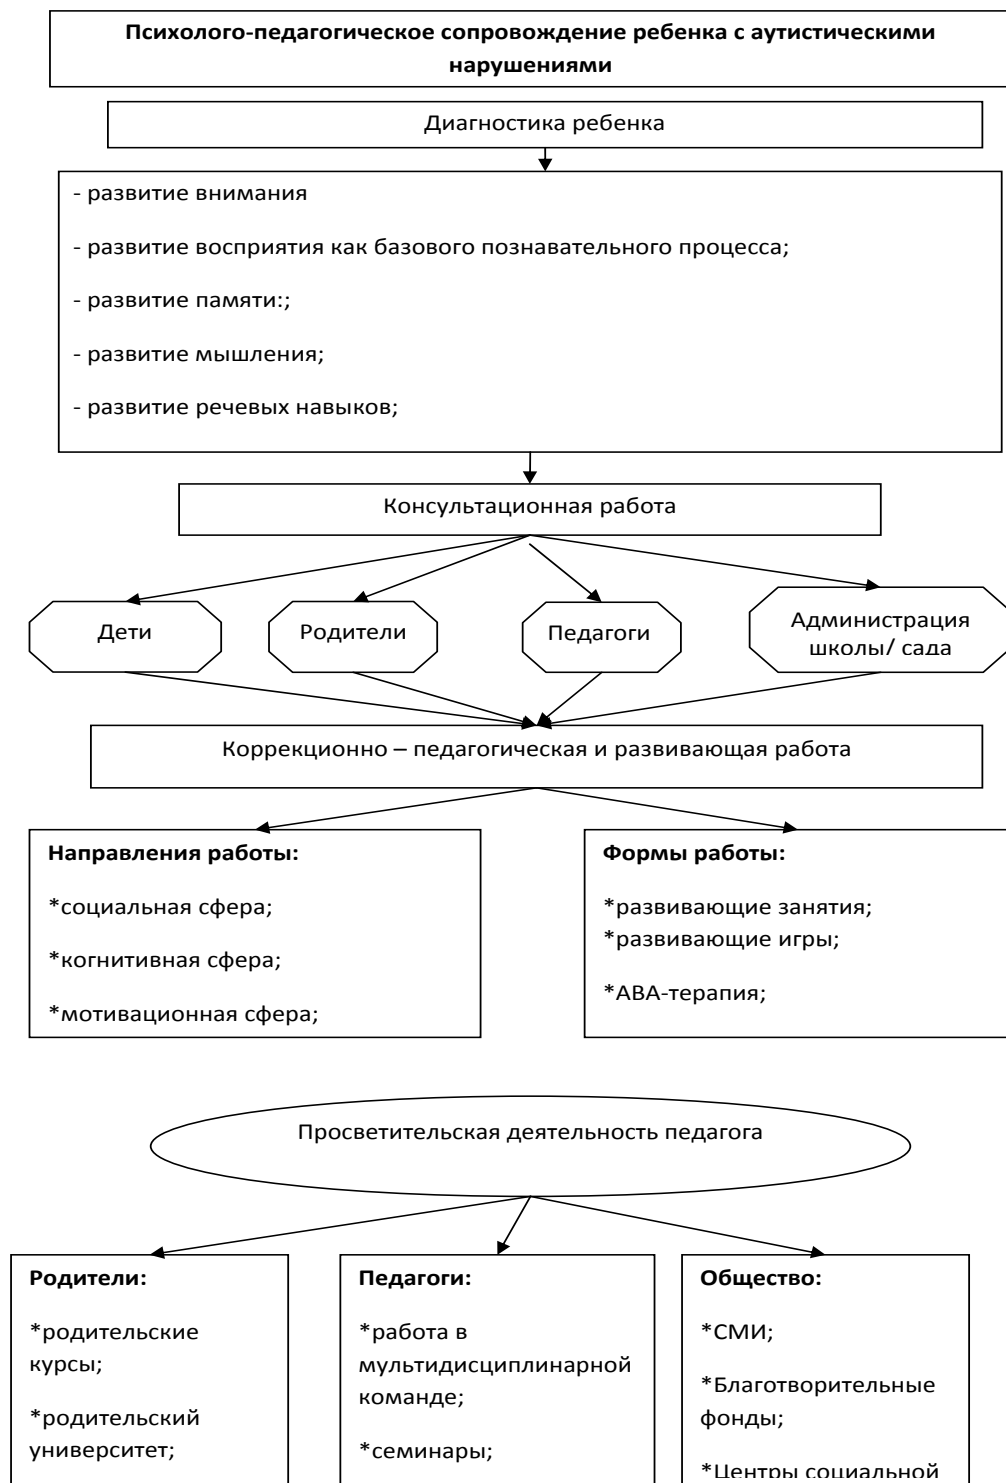 Психолого-педагогическое сопровождение ребенка с аутистическими
нарушениями
Диагностика ребенка
- развитие внимания
- развитие восприятия как базового познавательного процесса;
- развитие памяти:;
- развитие мышления;
- развитие речевых навыков;
Консультационная работа
Дети
Родители
Педагоги
Администрация
школы/ сада
Коррекционно – педагогическая и развивающая работа
Направления работы:
*социальная сфера;
*когнитивная сфера;
*мотивационная сфера;
Формы работы:
*развивающие занятия;
*развивающие игры;
*АВА-терапия;
Просветительская деятельность педагога
Родители:
*родительские
курсы;
*родительский
университет;
Педагоги:
*работа в
мультидисциплинарной
команде;
*семинары;
Общество:
*СМИ;
*Благотворительные
фонды;
*Центры социальной